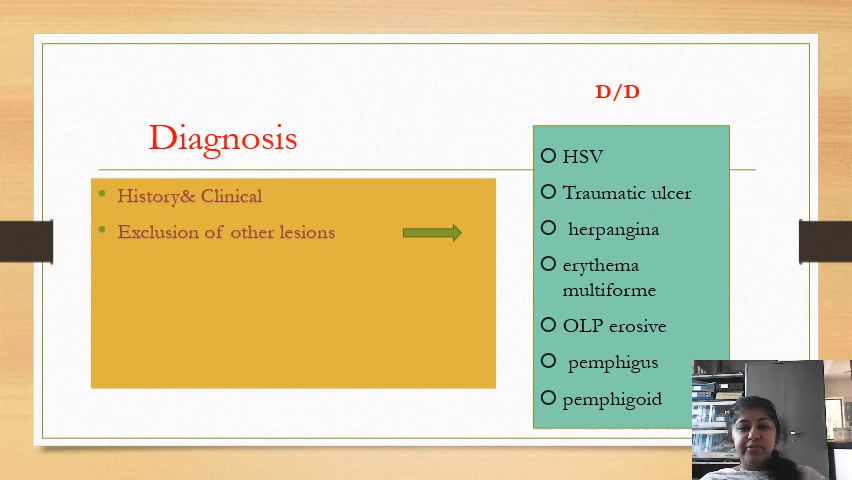 Diagnosis
History& Clinical
Exclusion of other lesions
D/D
HSV
Traumatic ulcer
herpangina
erythema
multiforme
OLP erosive
pemphigus
pemphigoid